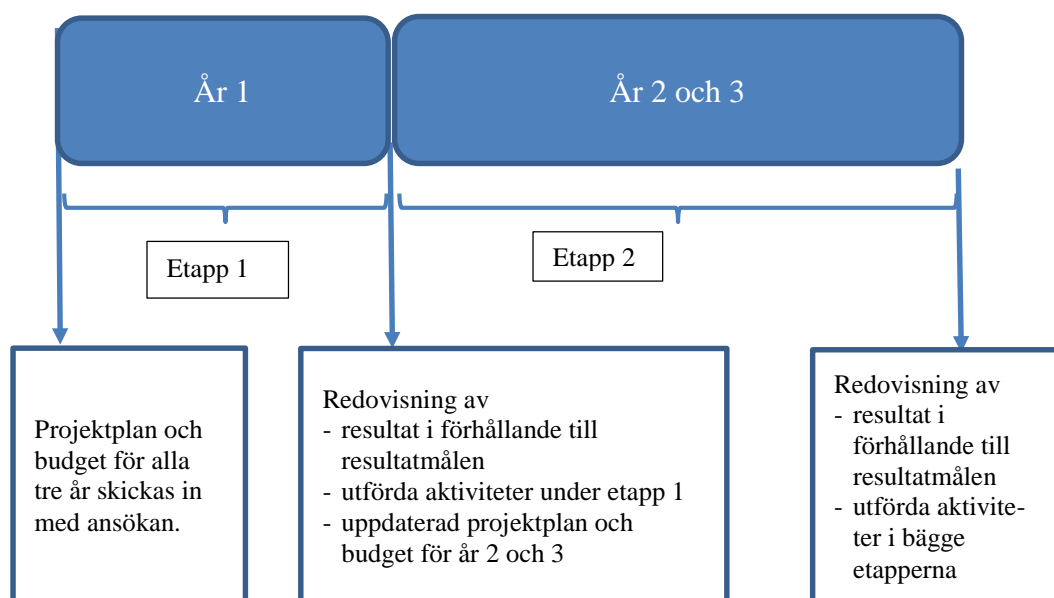 År 1
År 2 och 3
Etapp 1
Etapp 2
Projektplan och
budget för alla
tre år skickas in
med ansökan.
Redovisning av
- resultat i förhållande till
resultatmålen
- utförda aktiviteter under etapp 1
- uppdaterad projektplan och
budget för år 2 och 3
Redovisning av
- resultat i
förhållande till
resultatmålen
- utförda aktivite-
ter i bägge
etapperna